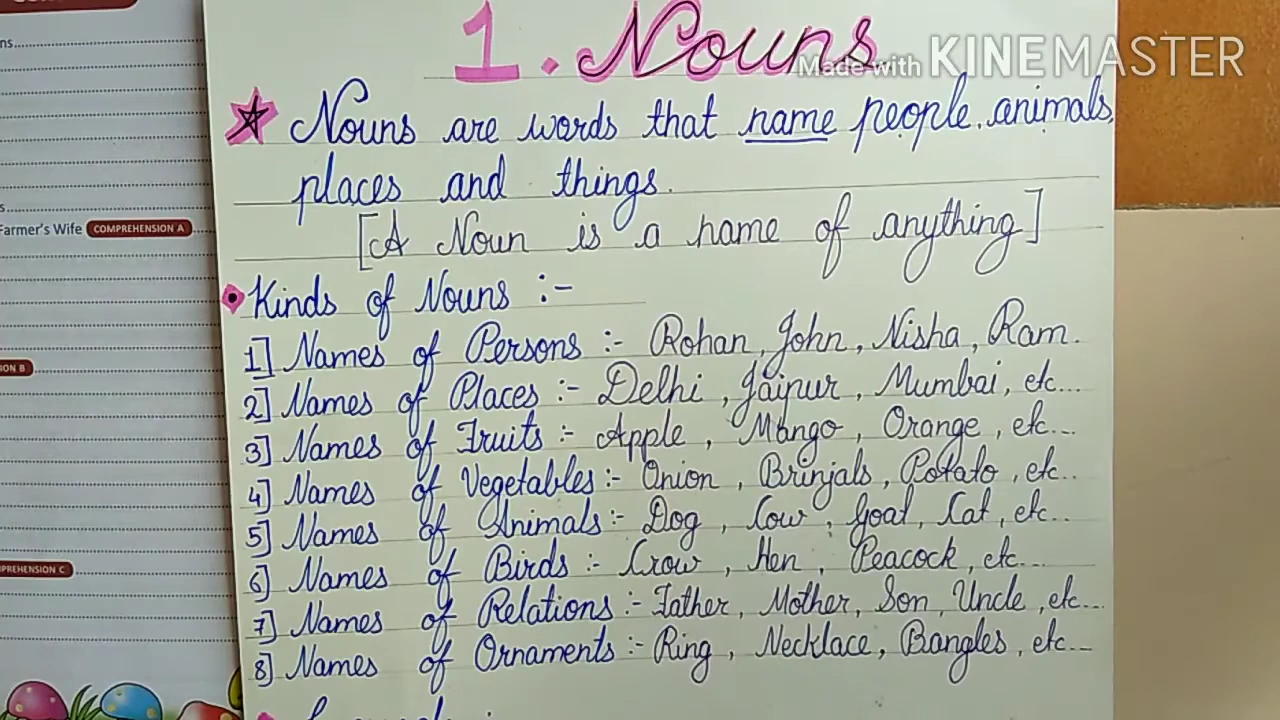 1. Nouns
Made with KINEMASTER
Nouns are words that name people, animals,
places and things.
[A Noun is a name of anything]
Kinds of Nouns :-
1] Names of Persons :- Rohan, John, Nisha, Ram.
2] Names of Places :- Delhi, Jaipur, Mumbai, etc...
3] Names of Fruits :- Apple, Mango, Orange, etc...
4] Names of Vegetables :- Onion, Brinjals, Potato, etc..
5] Names of Animals :- Dog, Cow, Goat, Cat, etc..
6] Names of Birds :- Crow, Hen, Peacock, etc...
7] Names of Relations :- Father, Mother, Son, Uncle, etc...
8] Names of Ornaments :- Ring, Necklace, Bangles, etc...
ns
s
Farmer's Wife COMPREHENSION A
ION B
PREHENSION C